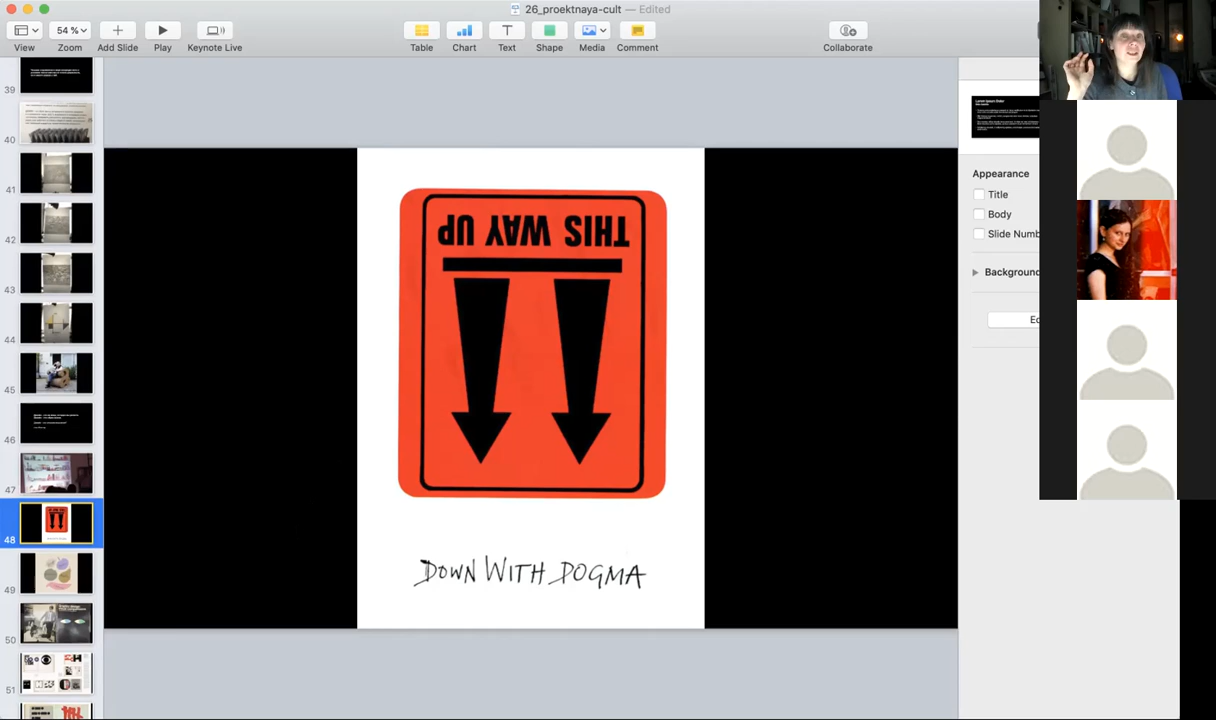 26_proektnaya-cult — Edited
54 %
View
Zoom
Add Slide
Play
Keynote Live
Table
Chart
Text
Shape
Media
Comment
Collaborate
39
40
41
42
43
44
45
46
47
48
49
50
51
THIS WAY UP
DOWN WITH DOGMA
Appearance
Title
Body
Slide Numb
Background